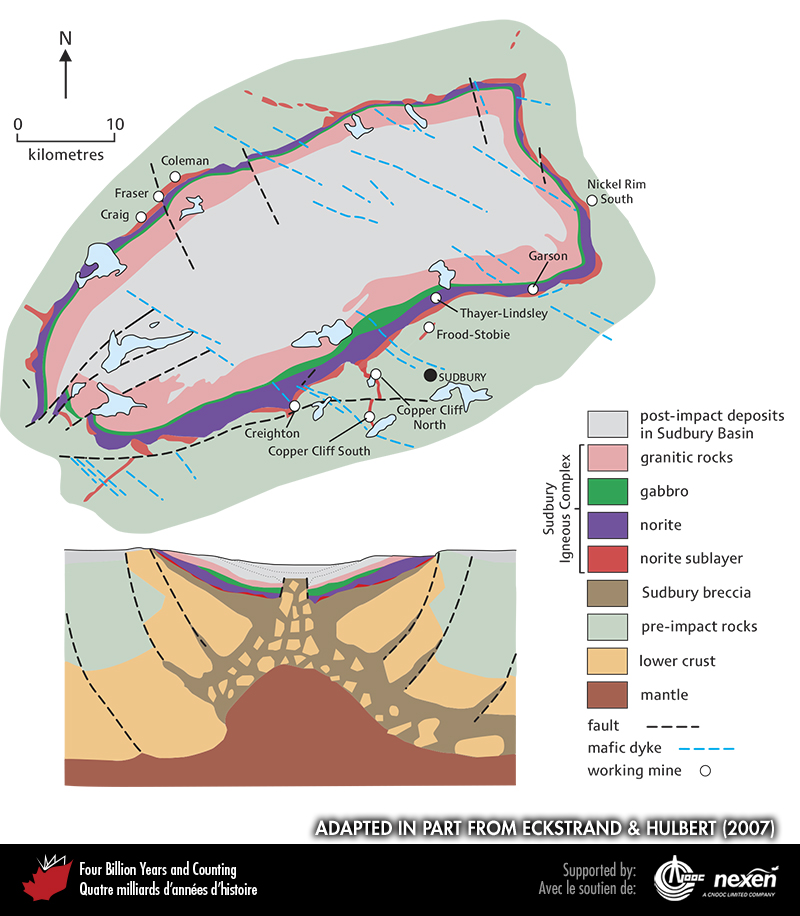 N
0 10
kilometres
Coleman
Fraser
Craig
Nickel Rim
South
Garson
Thayer-Lindsley
Frood-Stobie
SUDBURY
Copper Cliff
North
Creighton
Copper Cliff South
post-impact deposits
in Sudbury Basin
Sudbury
Igneous Complex
granitic rocks
gabbro
norite
norite sublayer
Sudbury breccia
pre-impact rocks
lower crust
mantle
fault
mafic dyke
working mine
ADAPTED IN PART FROM ECKSTRAND & HULBERT (2007)
Four Billion Years and Counting
Quatre milliards d'années d'histoire
Supported by:
Avec le soutien de:
CNOOC
nexen
A CNOOC LIMITED COMPANY